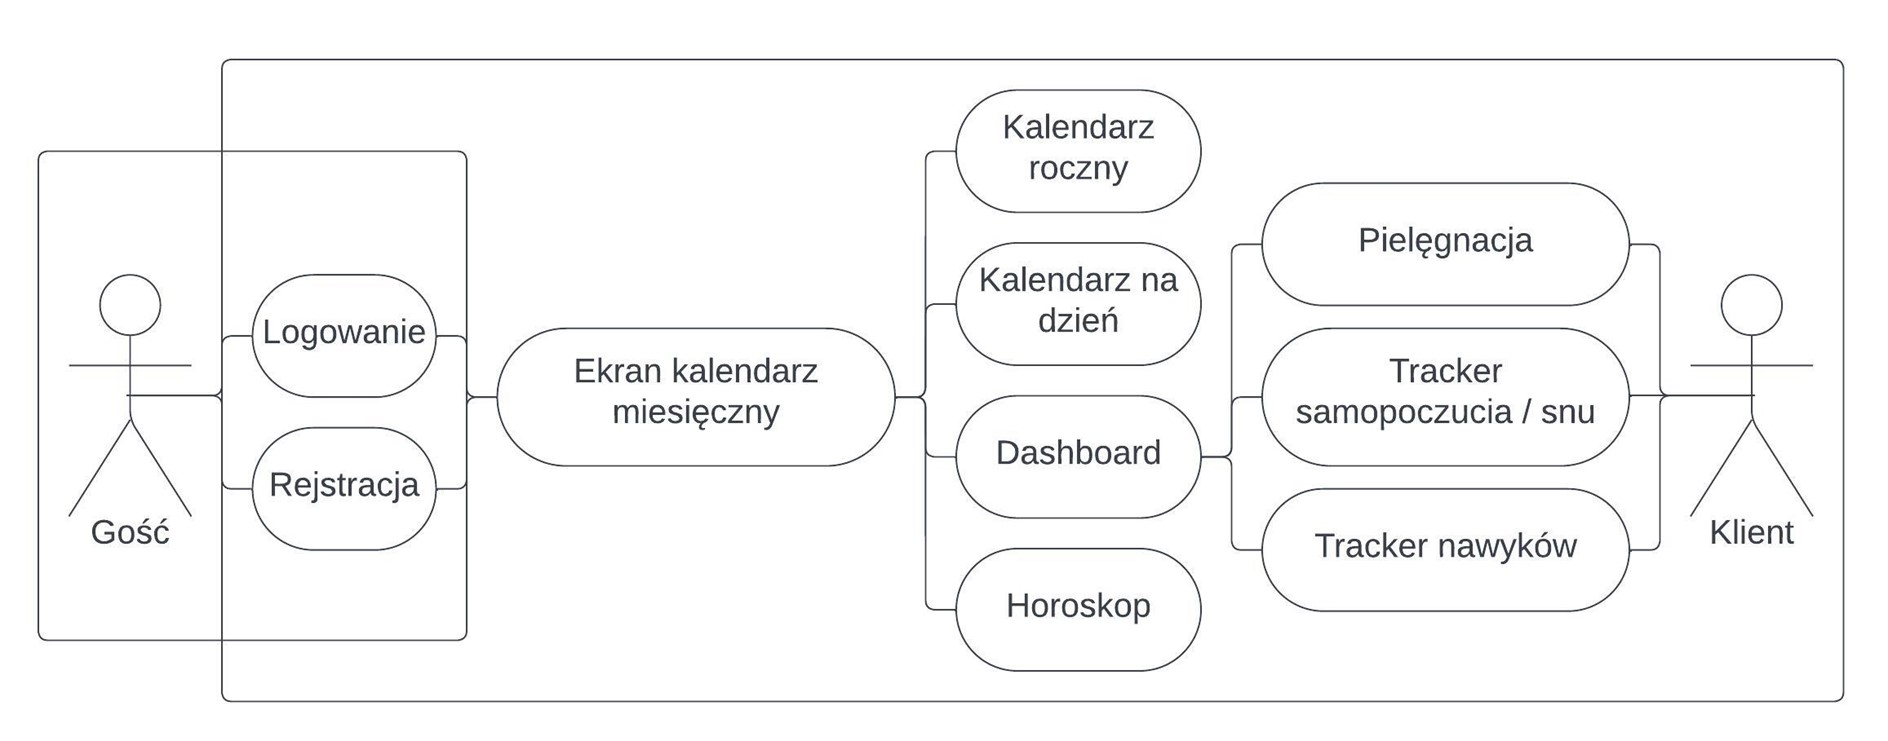 Gość
Logowanie
Rejstracja
Ekran kalendarz
miesięczny
Kalendarz
roczny
Kalendarz na
dzień
Dashboard
Horoskop
Pielęgnacja
Tracker
samopoczucia / snu
Tracker nawyków
Klient